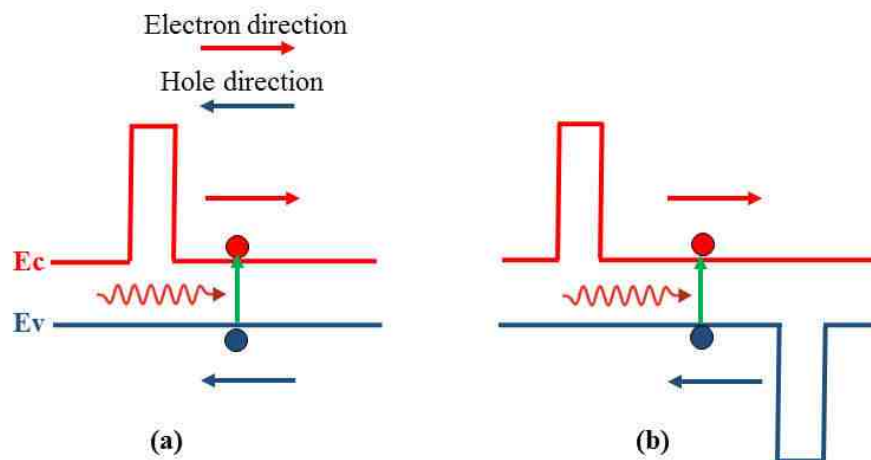 Electron direction
Hole direction
Ec
Ev
(a)
(b)